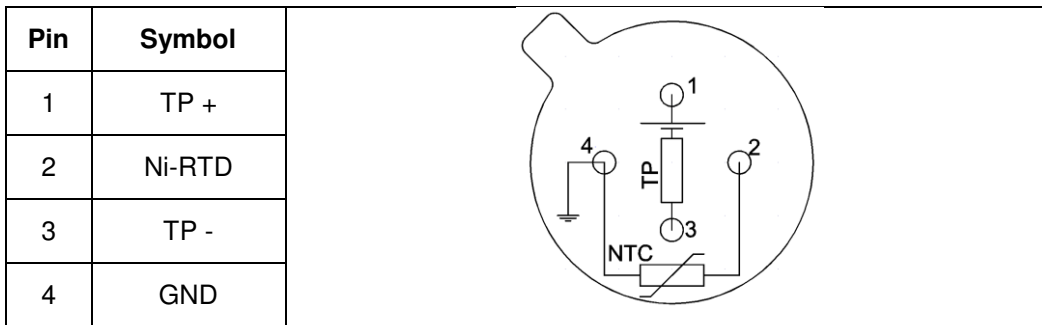 Pin Symbol
1 TP +
2 Ni-RTD
3 TP -
4 GND
1
4
2
TP
3
NTC